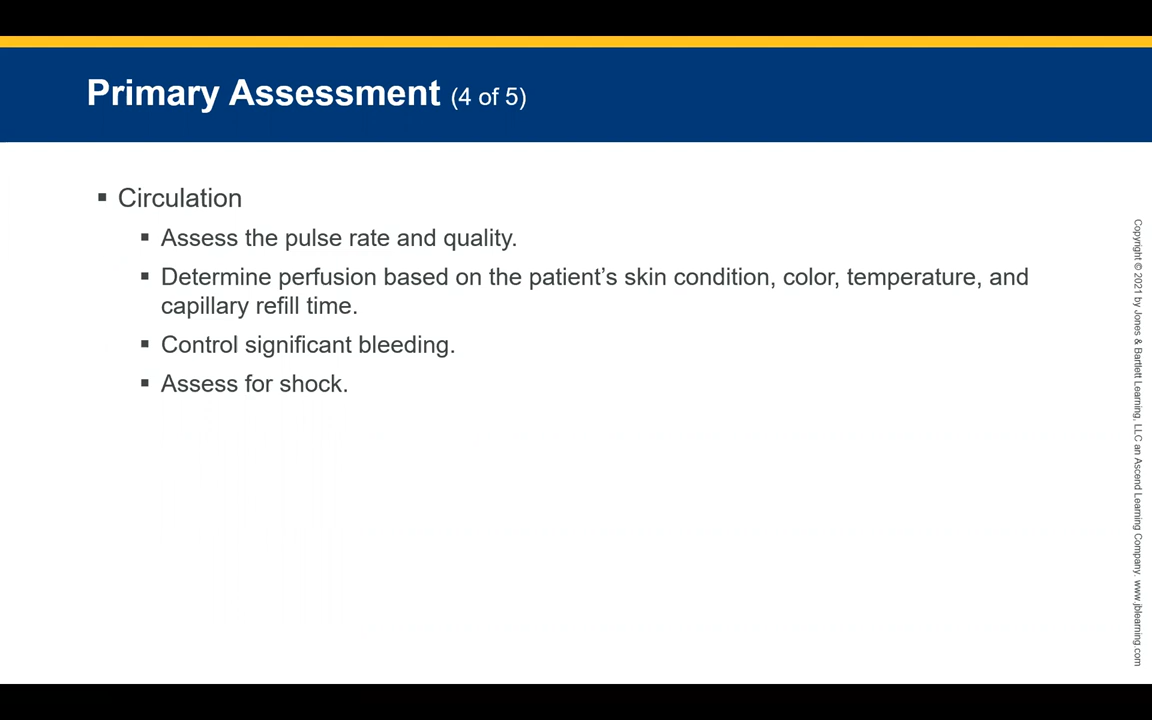 Primary Assessment (4 of 5)
▪ Circulation
▪ Assess the pulse rate and quality.
▪ Determine perfusion based on the patient’s skin condition, color, temperature, and
capillary refill time.
▪ Control significant bleeding.
▪ Assess for shock.
Copyright © 2021 by Jones & Bartlett Learning, LLC an Ascend Learning Company. www.jblearning.com